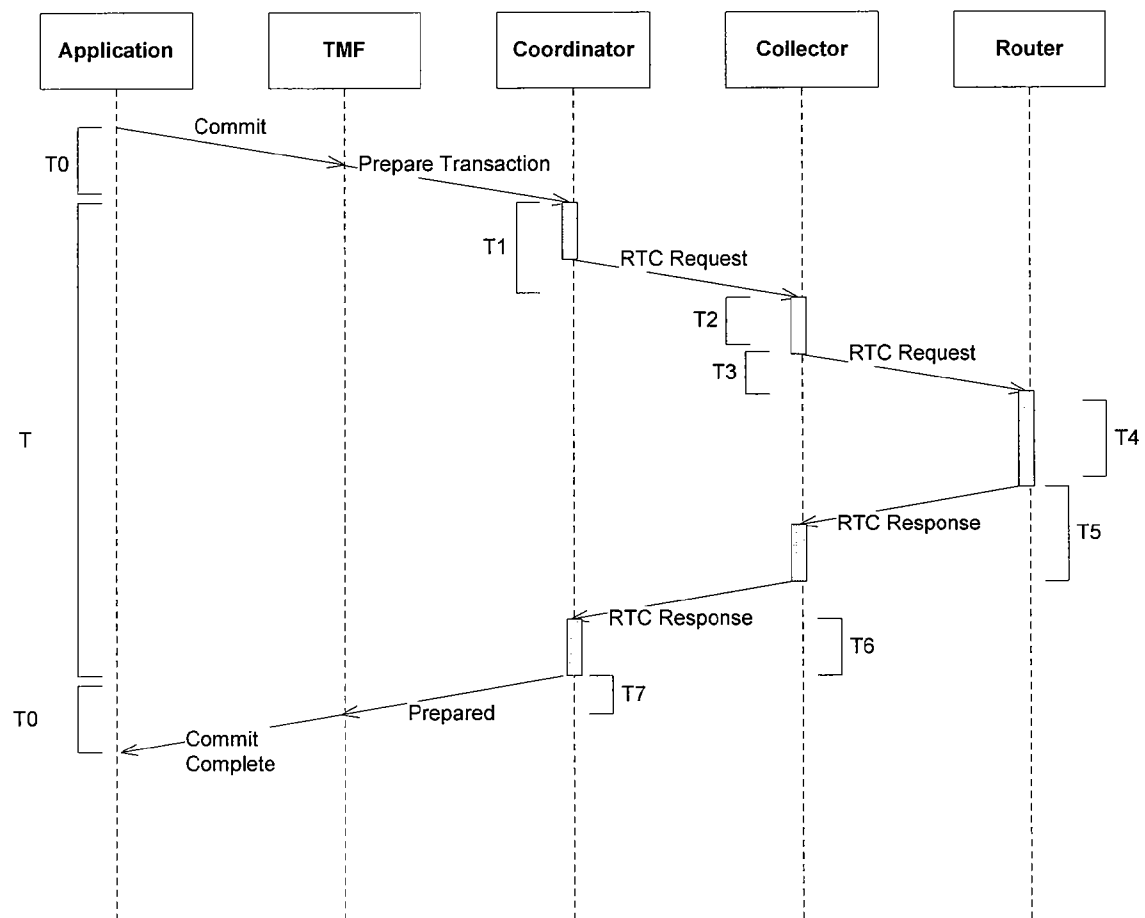 Application
TMF
Coordinator
Collector
Router
Commit
T0
Prepare Transaction
T1
RTC Request
T2
RTC Request
T3
T
T4
RTC Response
T5
RTC Response
T6
T7
T0
Prepared
Commit
Complete